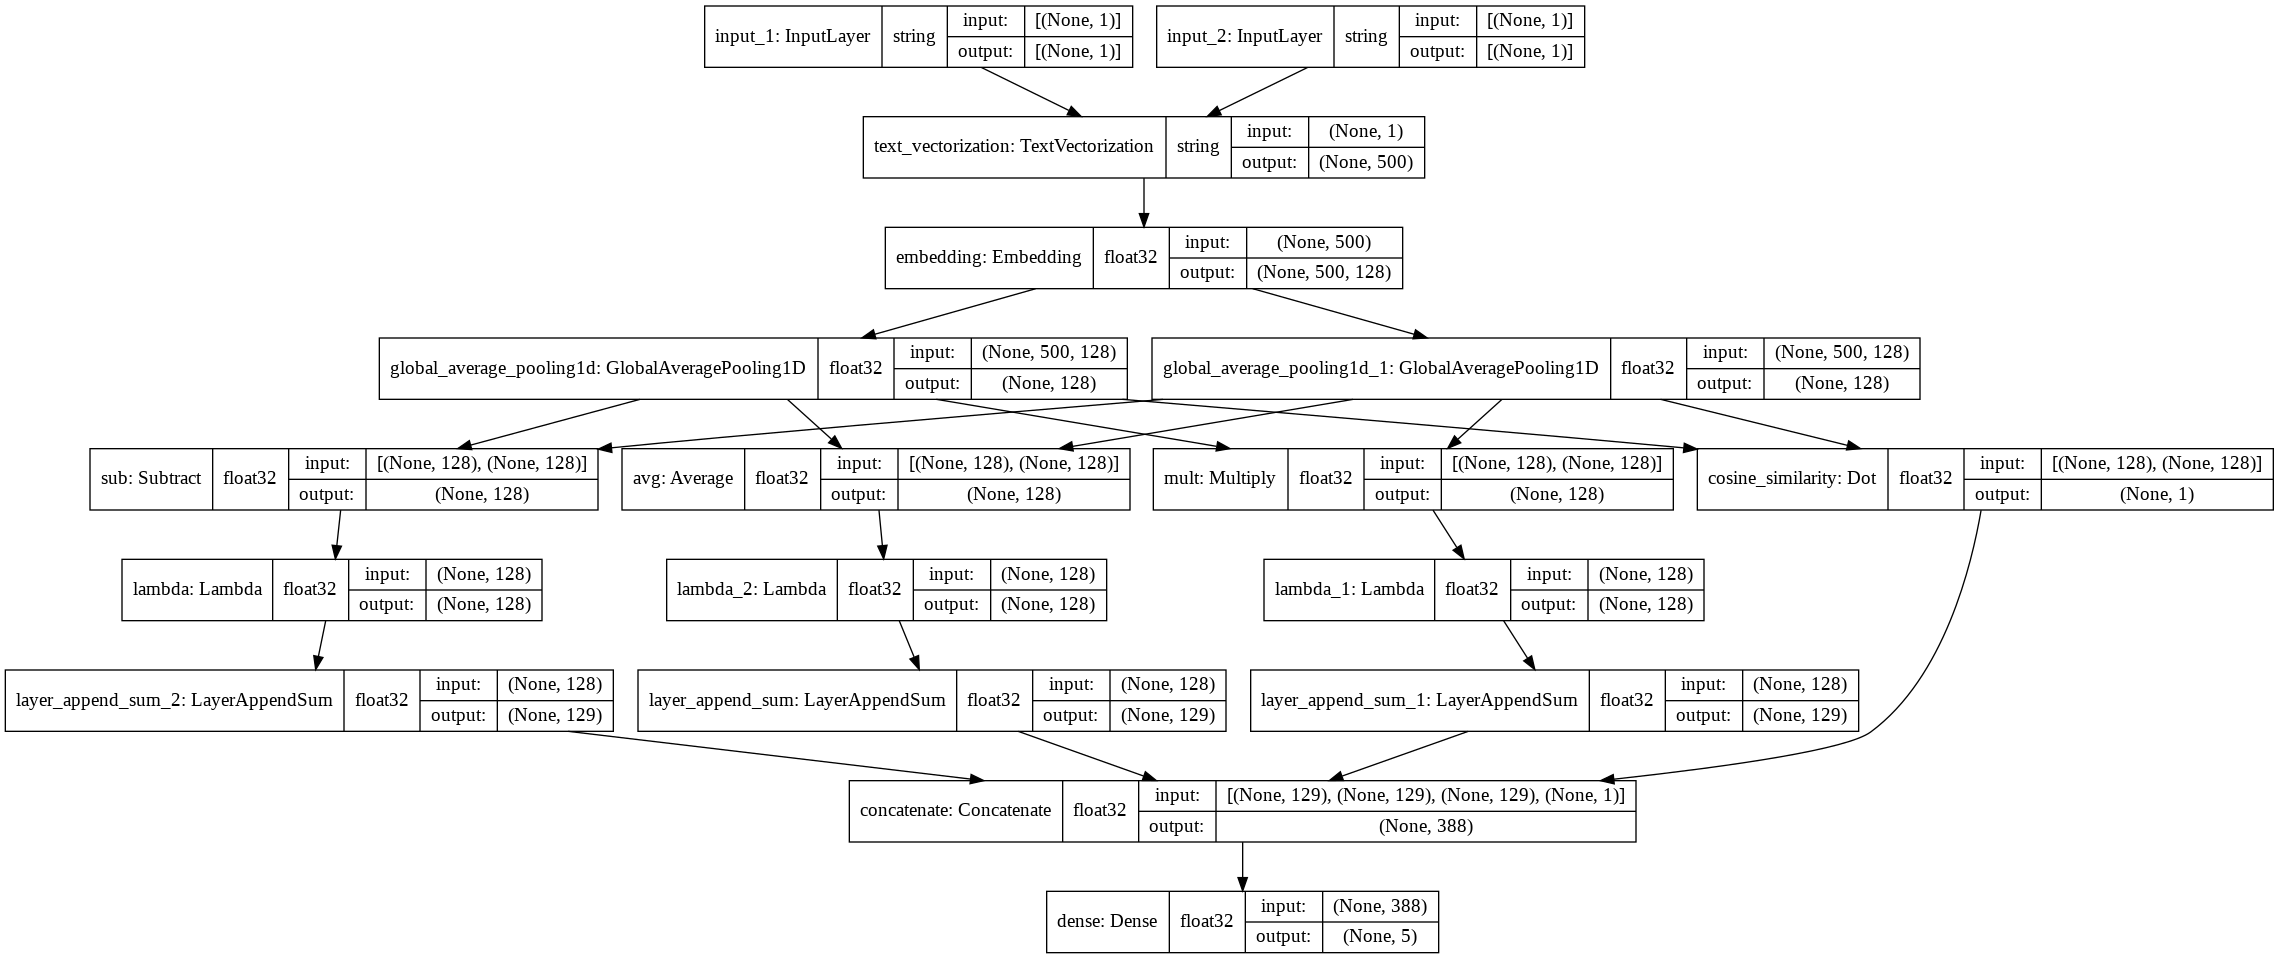 input_1: InputLayer string input: [(None, 1)] output: [(None, 1)]
input_2: InputLayer string input: [(None, 1)] output: [(None, 1)]
text_vectorization: TextVectorization string input: (None, 1) output: (None, 500)
embedding: Embedding float32 input: (None, 500) output: (None, 500, 128)
global_average_pooling1d: GlobalAveragePooling1D float32 input: (None, 500, 128) output: (None, 128)
global_average_pooling1d_1: GlobalAveragePooling1D float32 input: (None, 500, 128) output: (None, 128)
sub: Subtract float32 input: [(None, 128), (None, 128)] output: (None, 128)
avg: Average float32 input: [(None, 128), (None, 128)] output: (None, 128)
mult: Multiply float32 input: [(None, 128), (None, 128)] output: (None, 128)
cosine_similarity: Dot float32 input: [(None, 128), (None, 128)] output: (None, 1)
lambda: Lambda float32 input: (None, 128) output: (None, 128)
lambda_2: Lambda float32 input: (None, 128) output: (None, 128)
lambda_1: Lambda float32 input: (None, 128) output: (None, 128)
layer_append_sum_2: LayerAppendSum float32 input: (None, 128) output: (None, 129)
layer_append_sum: LayerAppendSum float32 input: (None, 128) output: (None, 129)
layer_append_sum_1: LayerAppendSum float32 input: (None, 128) output: (None, 129)
concatenate: Concatenate float32 input: [(None, 129), (None, 129), (None, 129), (None, 1)] output: (None, 388)
dense: Dense float32 input: (None, 388) output: (None, 5)